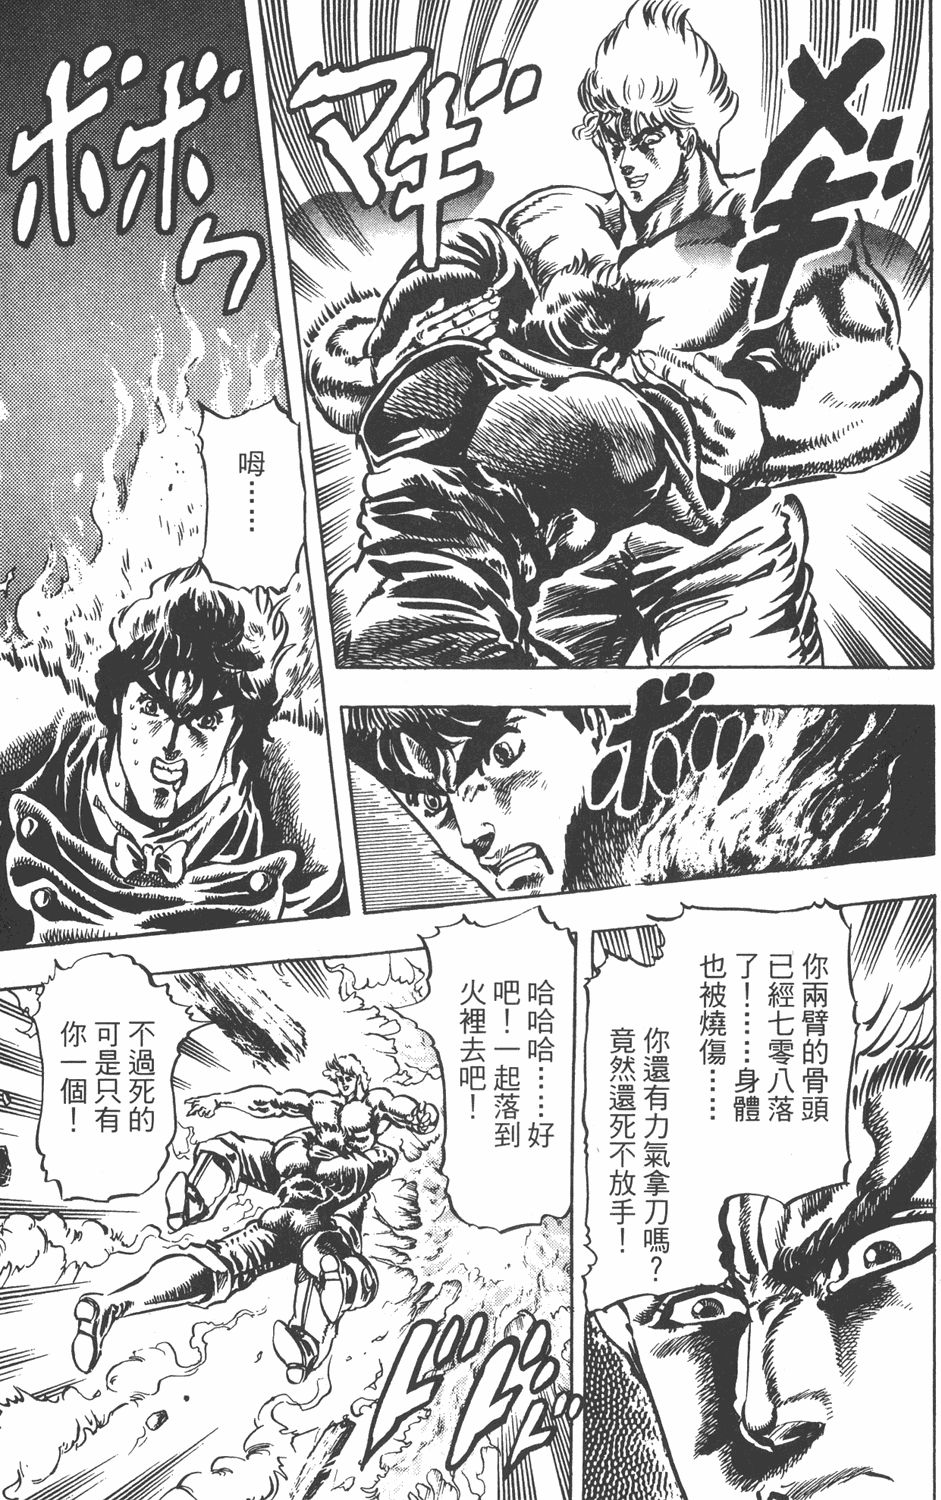 メギ
マギ
ボボ
ゥ
呣……
ボッ
你兩臂的骨頭
已經七零八落
了！……身體
也被燒傷……
你還有力氣拿刀嗎？
竟然還死不放手！
哈哈哈……好
吧！一起落到
火裡去吧！
不過死的
可是只有
你一個！
ドドド